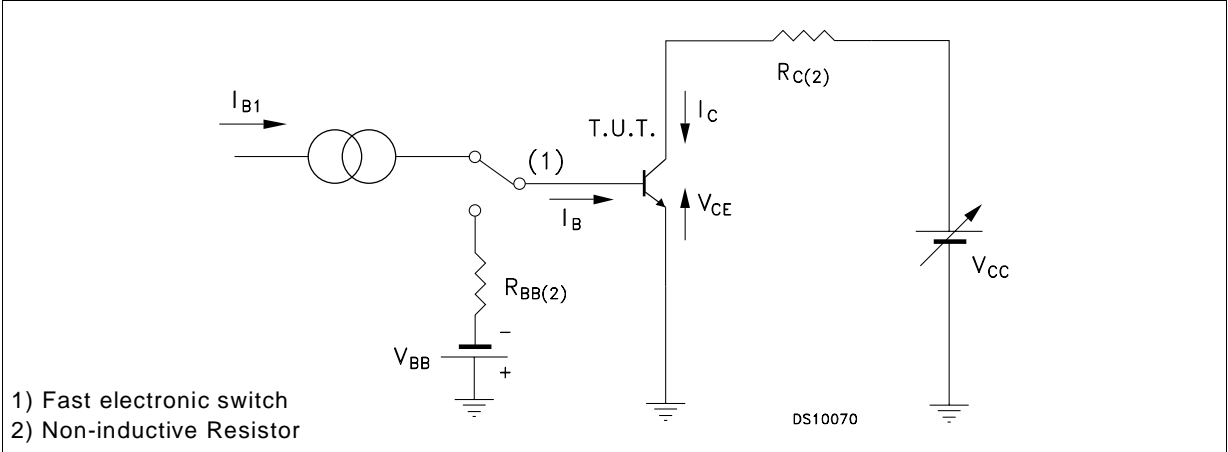 I_B1
R_C(2)
T.U.T.
I_C
(1)
I_B
V_CE
V_CC
R_BB(2)
-
V_BB
+
1) Fast electronic switch
2) Non-inductive Resistor
DS10070